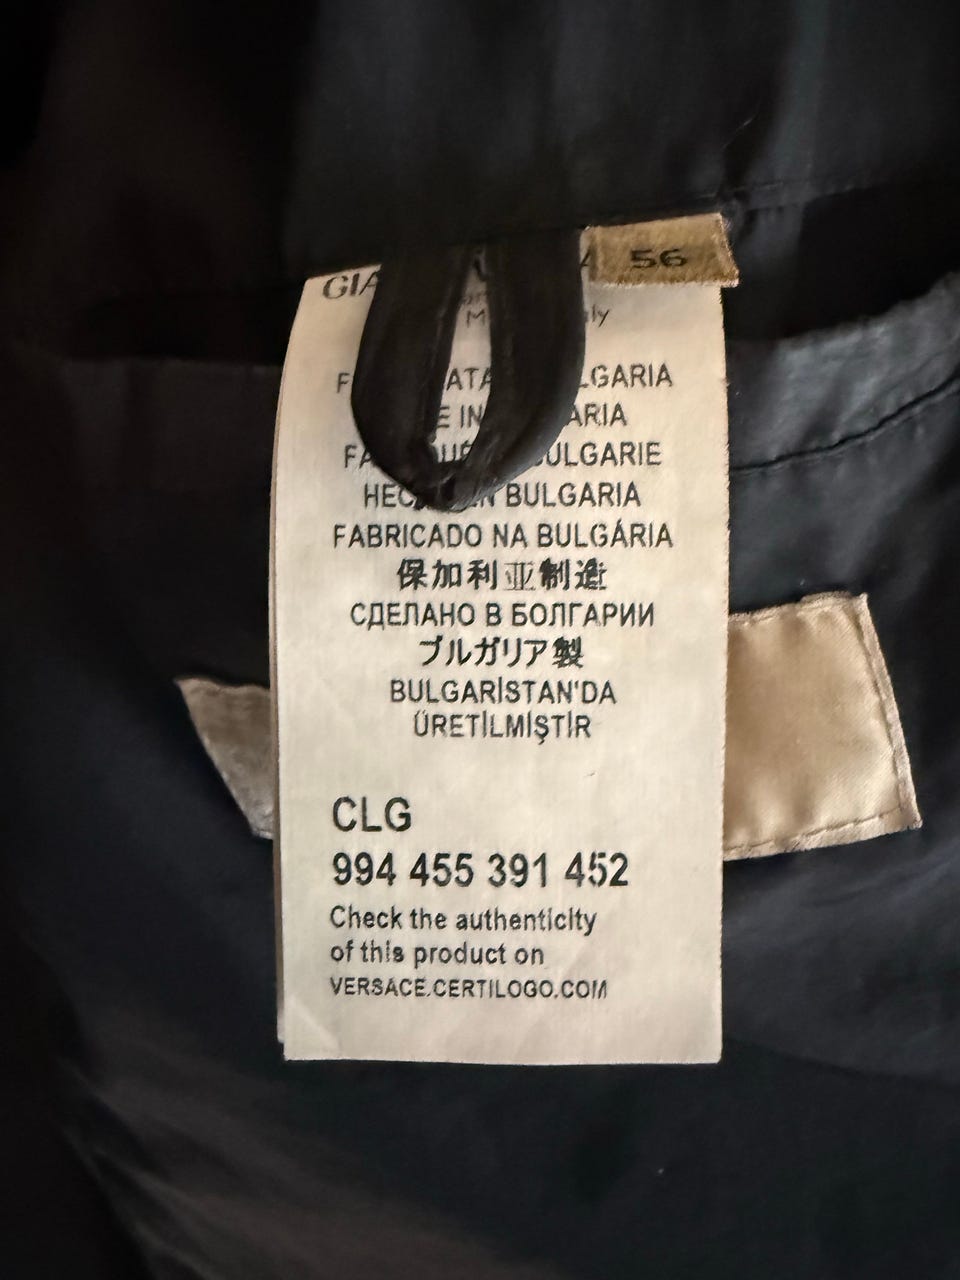 56
BULGARIE
HECHO EN BULGARIA
FABRICADO NA BULGÁRIA
保加利亚制造
СДЕЛАНО В БОЛГАРИИ
ブルガリア製
BULGARİSTAN'DA
ÜRETİLMİŞTİR
CLG
994 455 391 452
Check the authenticity
of this product on
VERSACE.CERTILOGO.COM